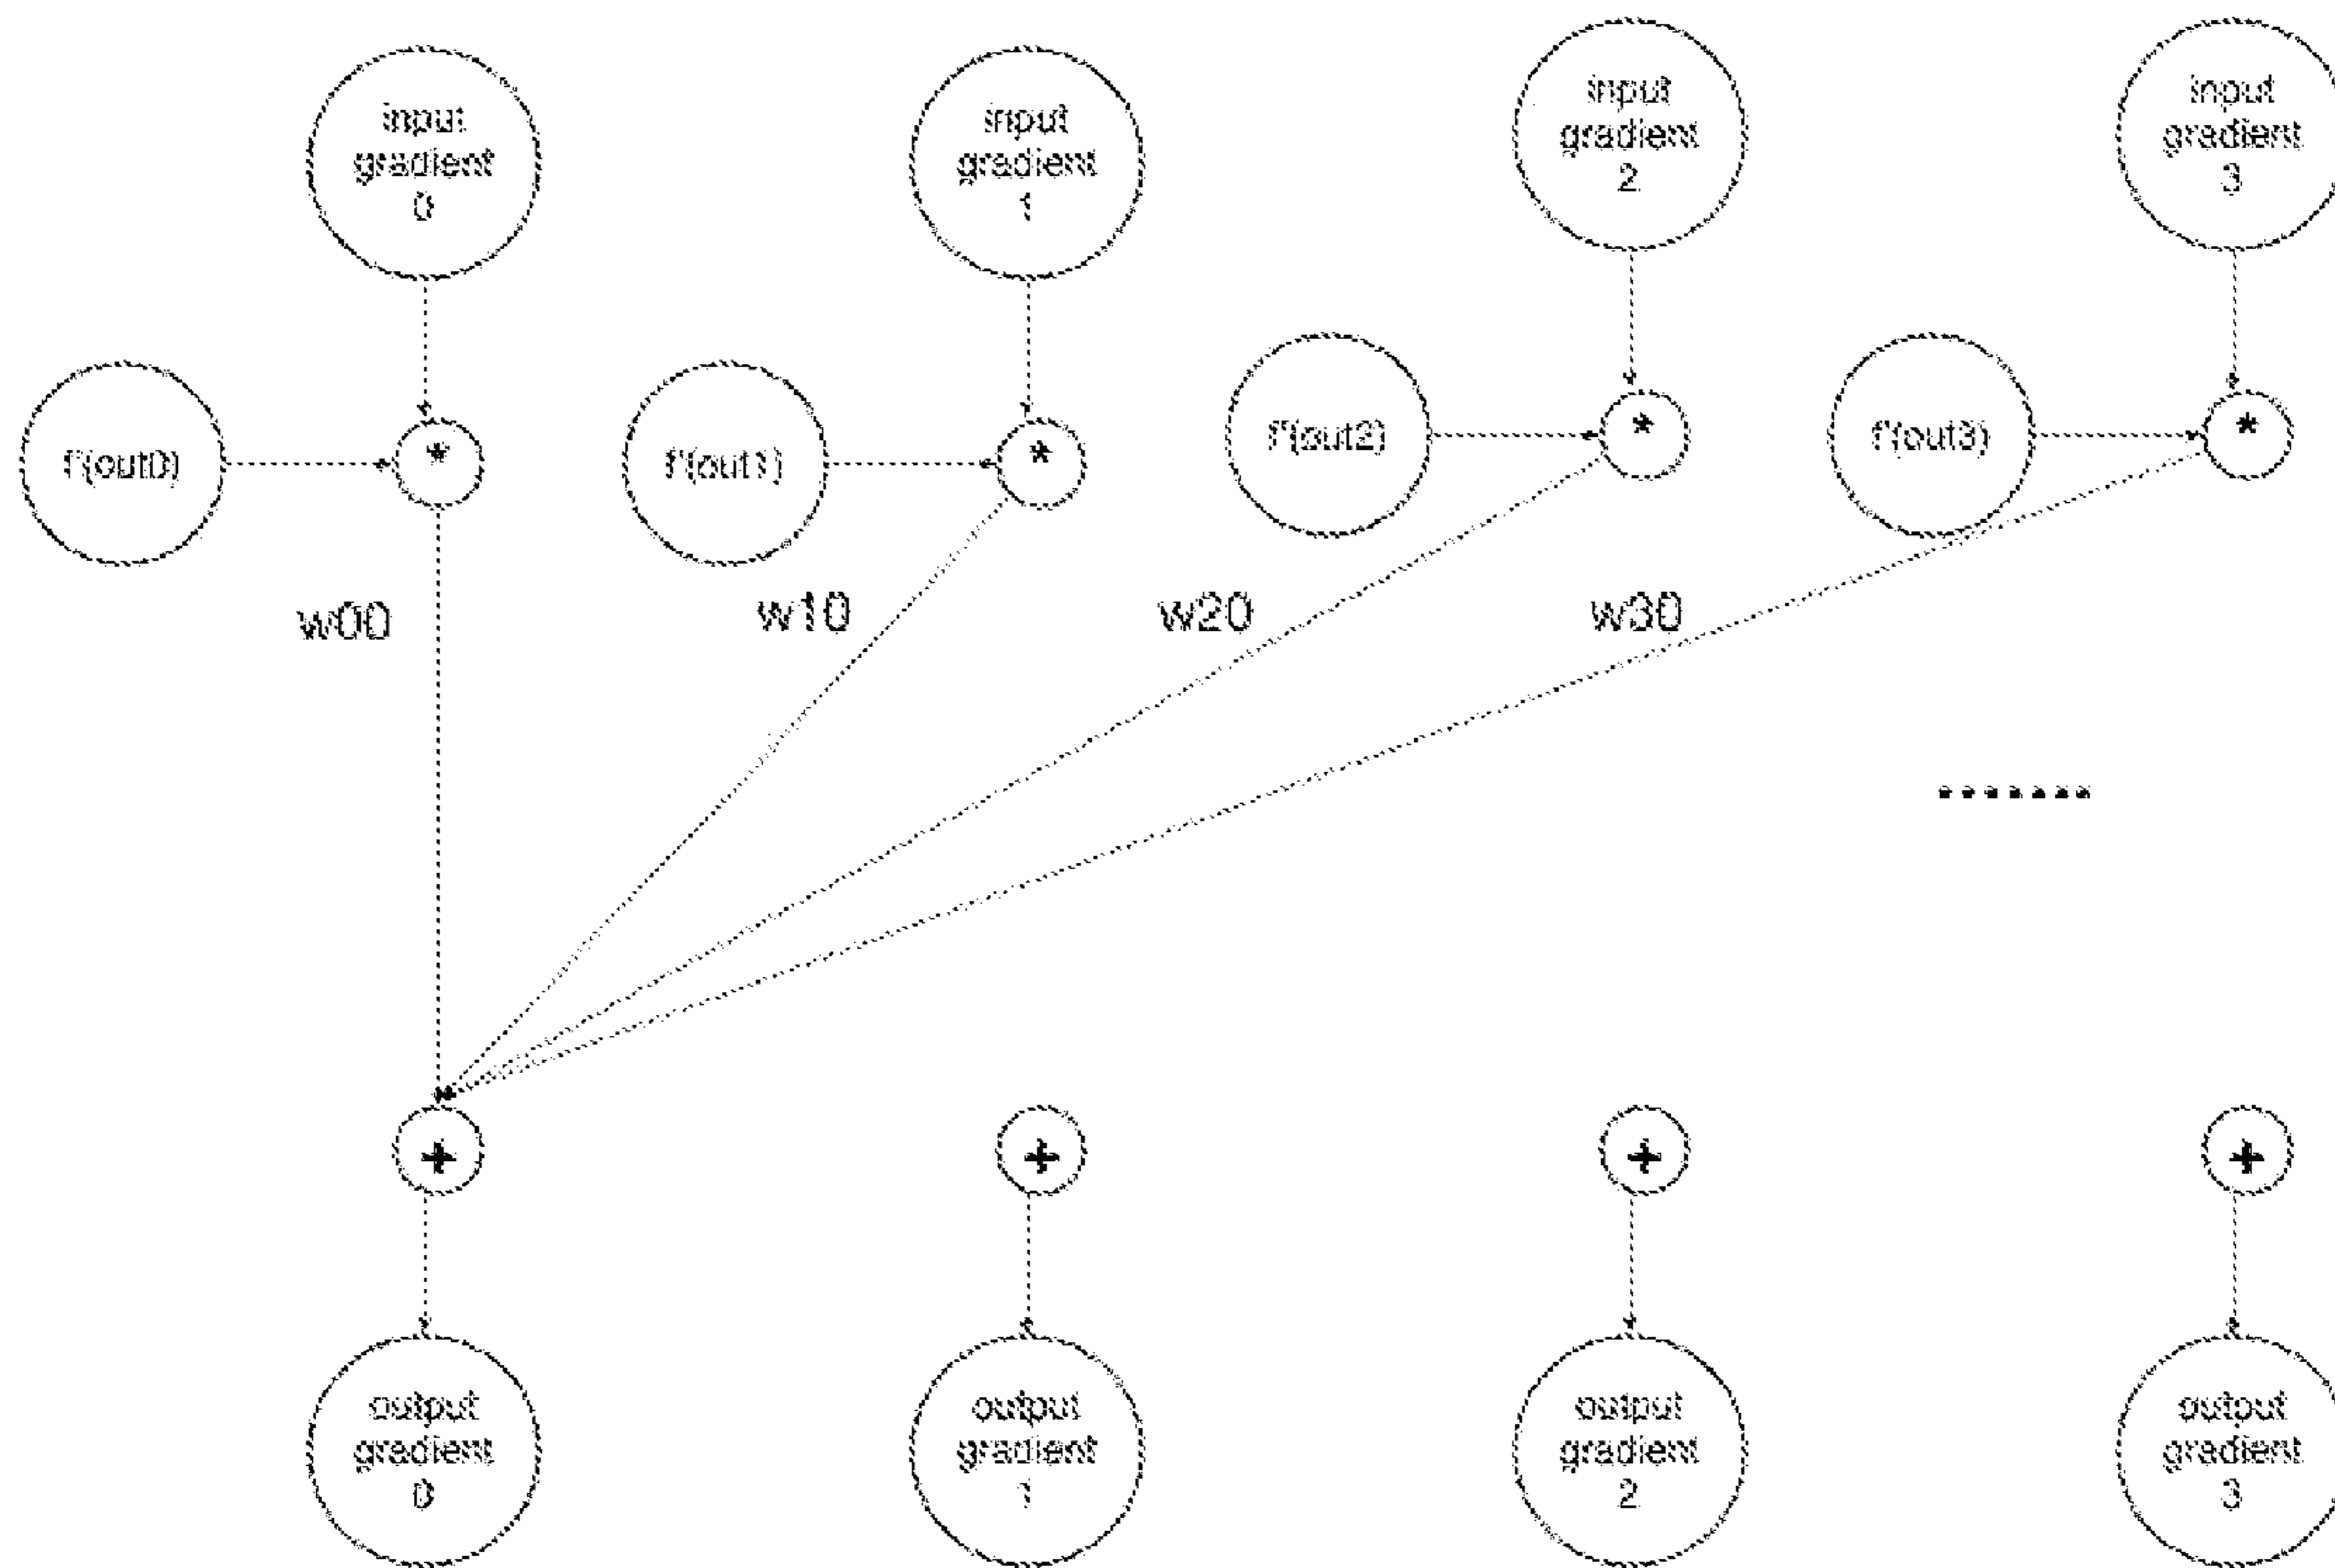 input
gradient
0
input
gradient
1
input
gradient
2
input
gradient
3
f'(out0)
*
f'(out1)
*
f'(out2)
*
f'(out3)
*
w00
w10
w20
w30
.......
+
+
+
+
output
gradient
0
output
gradient
1
output
gradient
2
output
gradient
3